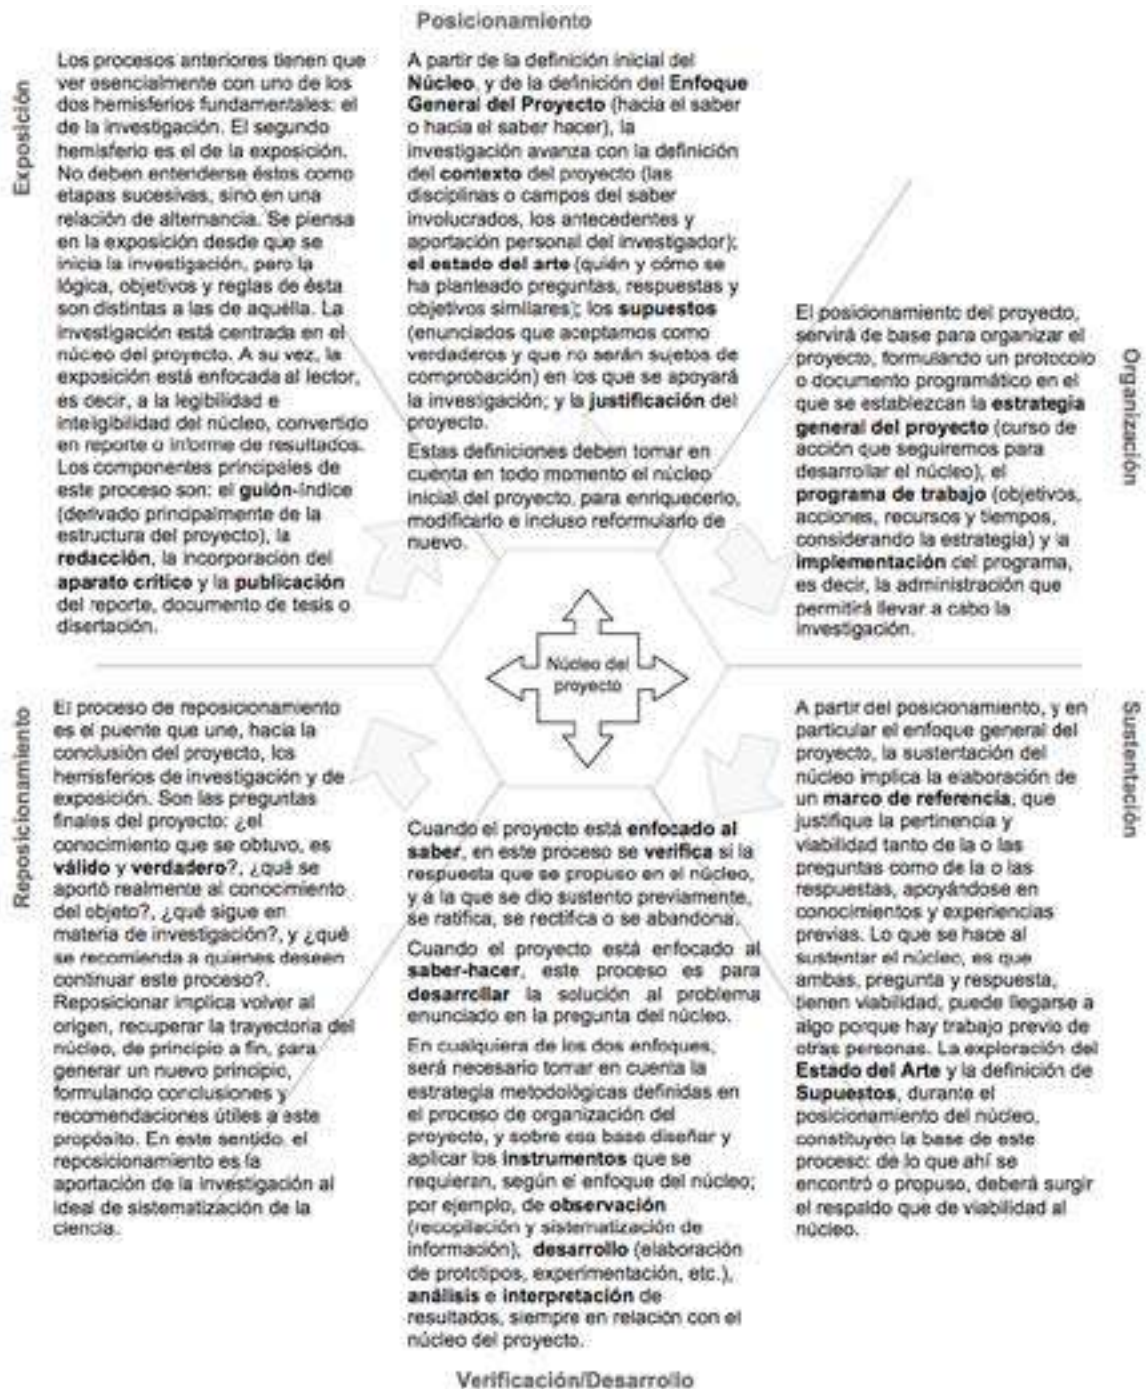 Posicionamiento
A partir de la definición inicial del
Núcleo, y de la definición del Enfoque
General del Proyecto (hacia el saber
o hacia el saber hacer), la
investigación avanza con la definición
del contexto del proyecto (las
disciplinas o campos del saber
involucrados, los antecedentes y
aportación personal del investigador);
el estado del arte (quién y cómo se
ha planteado preguntas, respuestas y
objetivos similares); los supuestos
(enunciados que aceptamos como
verdaderos y que no serán sujetos de
comprobación) en los que se apoyará
la investigación; y la justificación del
proyecto.
Estas definiciones deben tomar en
cuenta en todo momento el núcleo
inicial del proyecto, para enriquecerlo,
modificarlo e incluso reformularlo de
nuevo.
Organización
El posicionamiento del proyecto,
servirá de base para organizar el
proyecto, formulando un protocolo
o documento programático en el
que se establezcan la estrategia
general del proyecto (curso de
acción que seguiremos para
desarrollar el núcleo), el
programa de trabajo (objetivos,
acciones, recursos y tiempos,
considerando la estrategia) y la
implementación del programa,
es decir, la administración que
permitirá llevar a cabo la
investigación.
Sustentación
A partir del posicionamiento, y en
particular el enfoque general del
proyecto, la sustentación del
núcleo implica la elaboración de
un marco de referencia, que
justifique la pertinencia y
viabilidad tanto de la o las
preguntas como de la o las
respuestas, apoyándose en
conocimientos y experiencias
previas. Lo que se hace al
sustentar el núcleo, es que
ambas, pregunta y respuesta,
tienen viabilidad, puede llegarse a
algo porque hay trabajo previo de
otras personas. La exploración del
Estado del Arte y la definición de
Supuestos, durante el
posicionamiento del núcleo,
constituyen la base de este
proceso: de lo que ahí se
encontró o propuso, deberá surgir
el respaldo que de viabilidad al
núcleo.
Cuando el proyecto está enfocado al
saber, en este proceso se verifica si la
respuesta que se propuso en el núcleo,
y a la que se dio sustento previamente,
se ratifica, se rectifica o se abandona.
Cuando el proyecto está enfocado al
saber-hacer, este proceso es para
desarrollar la solución al problema
enunciado en la pregunta del núcleo.
En cualquiera de los dos enfoques,
será necesario tomar en cuenta la
estrategia metodológicas definidas en
el proceso de organización del
proyecto, y sobre esa base diseñar y
aplicar los instrumentos que se
requieran, según el enfoque del núcleo;
por ejemplo, de observación
(recopilación y sistematización de
información), desarrollo (elaboración
de prototipos, experimentación, etc.),
análisis e interpretación de
resultados, siempre en relación con el
núcleo del proyecto.
Verificación/Desarrollo
Reposicionamiento
El proceso de reposicionamiento
es el puente que une, hacia la
conclusión del proyecto, los
hemisferios de investigación y de
exposición. Son las preguntas
finales del proyecto: ¿el
conocimiento que se obtuvo, es
válido y verdadero?, ¿qué se
aportó realmente al conocimiento
del objeto?, ¿qué sigue en
materia de investigación?, y ¿qué
se recomienda a quienes deseen
continuar este proceso?.
Reposicionar implica volver al
origen, recuperar la trayectoria del
núcleo, de principio a fin, para
generar un nuevo principio,
formulando conclusiones y
recomendaciones útiles a este
propósito. En este sentido, el
reposicionamiento es la
aportación de la investigación al
ideal de sistematización de la
ciencia.
Exposición
Los procesos anteriores tienen que
ver esencialmente con uno de los
dos hemisferios fundamentales: el
de la investigación. El segundo
hemisferio es el de la exposición.
No deben entenderse éstos como
etapas sucesivas, sino en una
relación de alternancia. Se piensa
en la exposición desde que se
inicia la investigación, pero la
lógica, objetivos y reglas de ésta
son distintas a las de aquélla. La
investigación está centrada en el
núcleo del proyecto. A su vez, la
exposición está enfocada al lector,
es decir, a la legibilidad e
inteligibilidad del núcleo, convertido
en reporte o informe de resultados.
Los componentes principales de
este proceso son: el guión-índice
(derivado principalmente de la
estructura del proyecto), la
redacción, la incorporación del
aparato crítico y la publicación
del reporte, documento de tesis o
disertación.
Núcleo del
proyecto